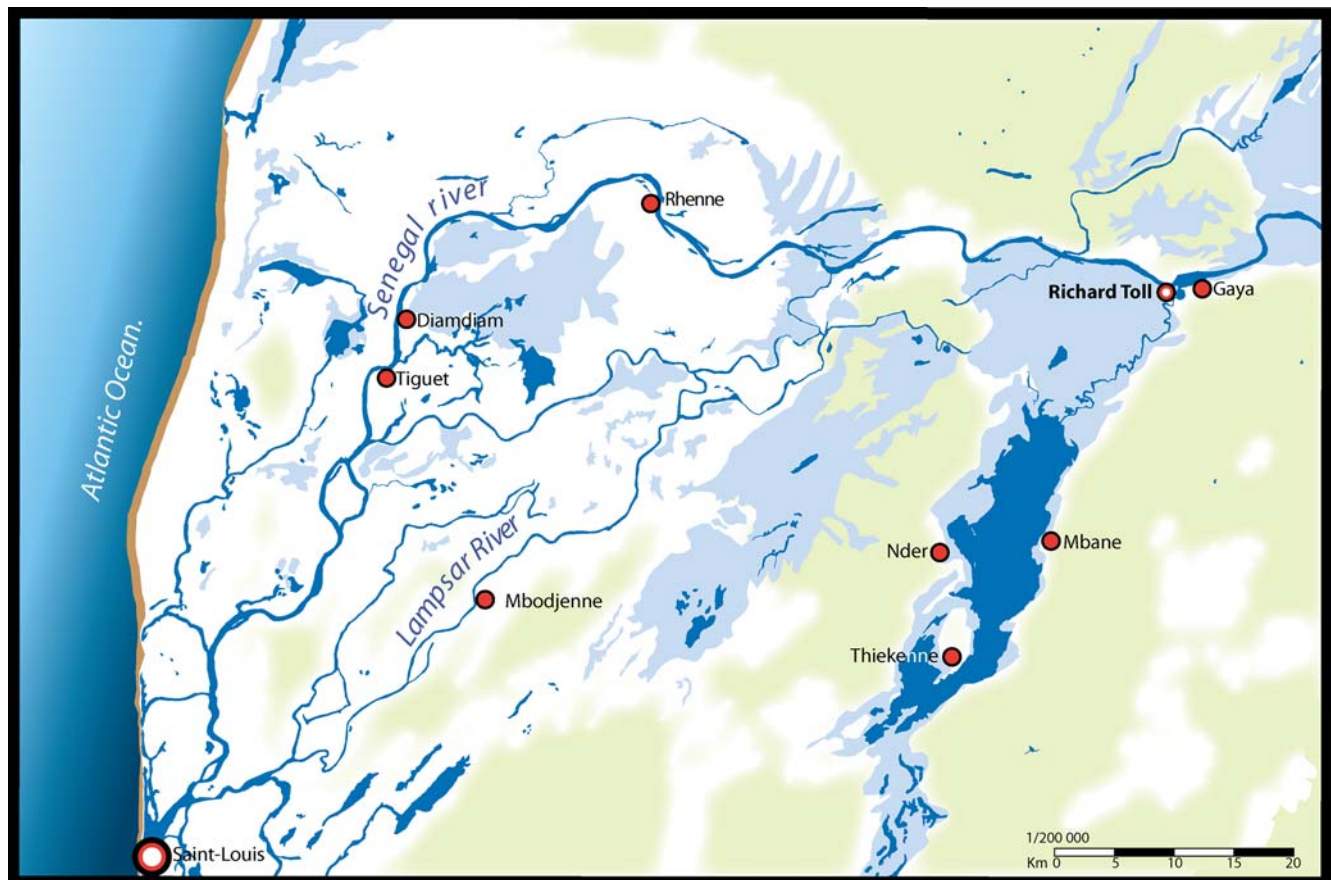 Rhenne
Senegal river
Richard Toll
Gaya
Diamdiam
Tiguet
Atlantic Ocean.
Nder
Mbane
Lampsar River
Mbodjenne
Thiekenne
1/200 000
Km 0 5 10 15 20
Saint-Louis